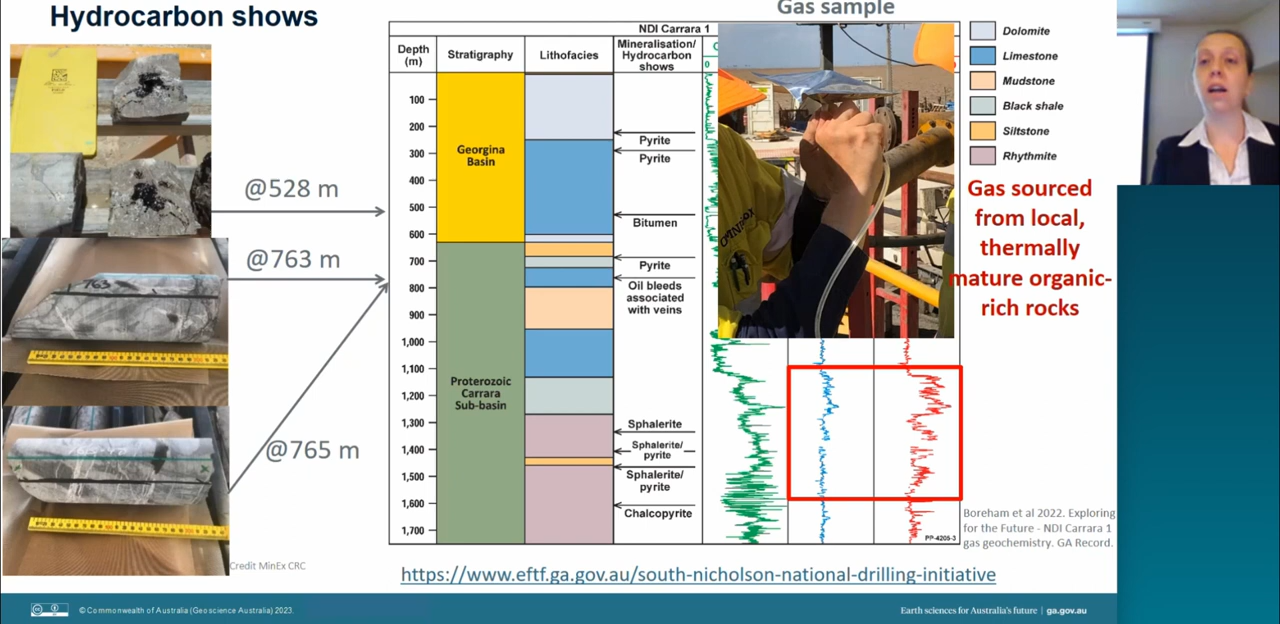 Hydrocarbon shows
Gas sample
@528 m
@763 m
@765 m
763
Credit MinEx CRC
NDI Carrara 1
Depth
(m)
Stratigraphy
Lithofacies
Mineralisation/
Hydrocarbon
shows
0
100
200
300
400
500
600
700
800
900
1,000
1,100
1,200
1,300
1,400
1,500
1,600
1,700
Georgina
Basin
Proterozoic
Carrara
Sub-basin
Pyrite
Pyrite
Bitumen
Pyrite
Oil bleeds
associated
with veins
Sphalerite
Sphalerite/
pyrite
Sphalerite/
pyrite
Chalcopyrite
PP-4205-3
Dolomite
Limestone
Mudstone
Black shale
Siltstone
Rhythmite
Gas sourced
from local,
thermally
mature organic-
rich rocks
Boreham et al 2022. Exploring
for the Future - NDI Carrara 1
gas geochemistry. GA Record.
https://www.eftf.ga.gov.au/south-nicholson-national-drilling-initiative
© Commonwealth of Australia (Geoscience Australia) 2023.
Earth sciences for Australia's future | ga.gov.au